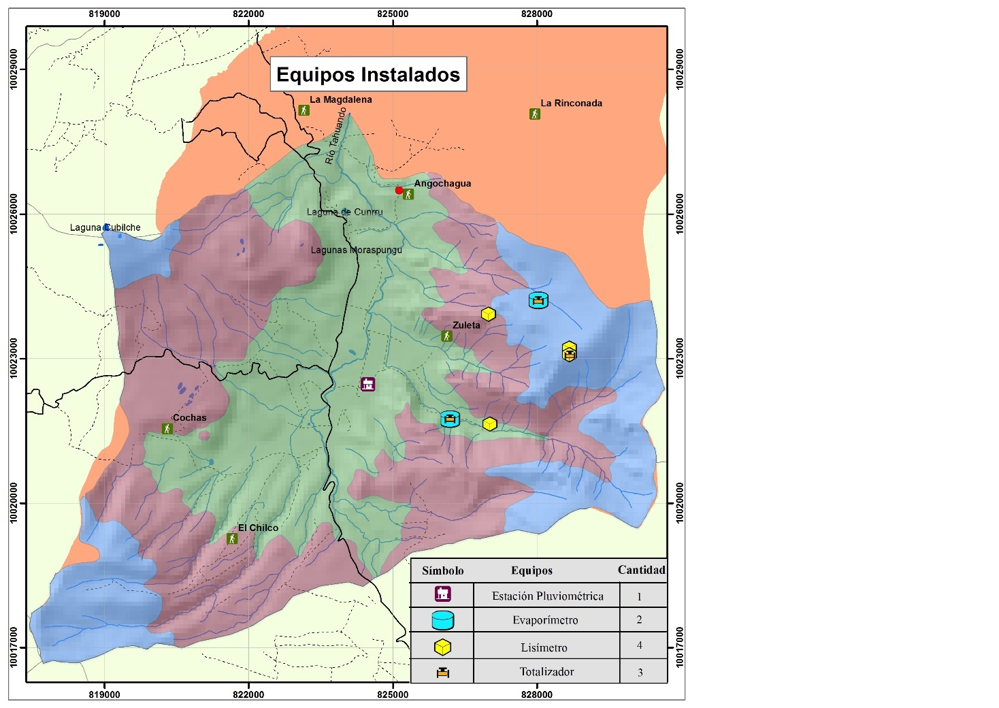 819000 822000 825000 828000
10029000 10029000
Equipos Instalados
La Magdalena
La Rinconada
Río Tahuando
Angochagua
10026000 10026000
Laguna de Cunrru
Laguna Cubilche
Lagunas Moraspungu
Zuleta
10023000 10023000
Cochas
10020000 10020000
El Chilco
Símbolo Equipos Cantidad
Estación Pluviométrica 1
Evaporímetro 2
Lisímetro 4
Totalizador 3
10017000 10017000
819000 822000 825000 828000